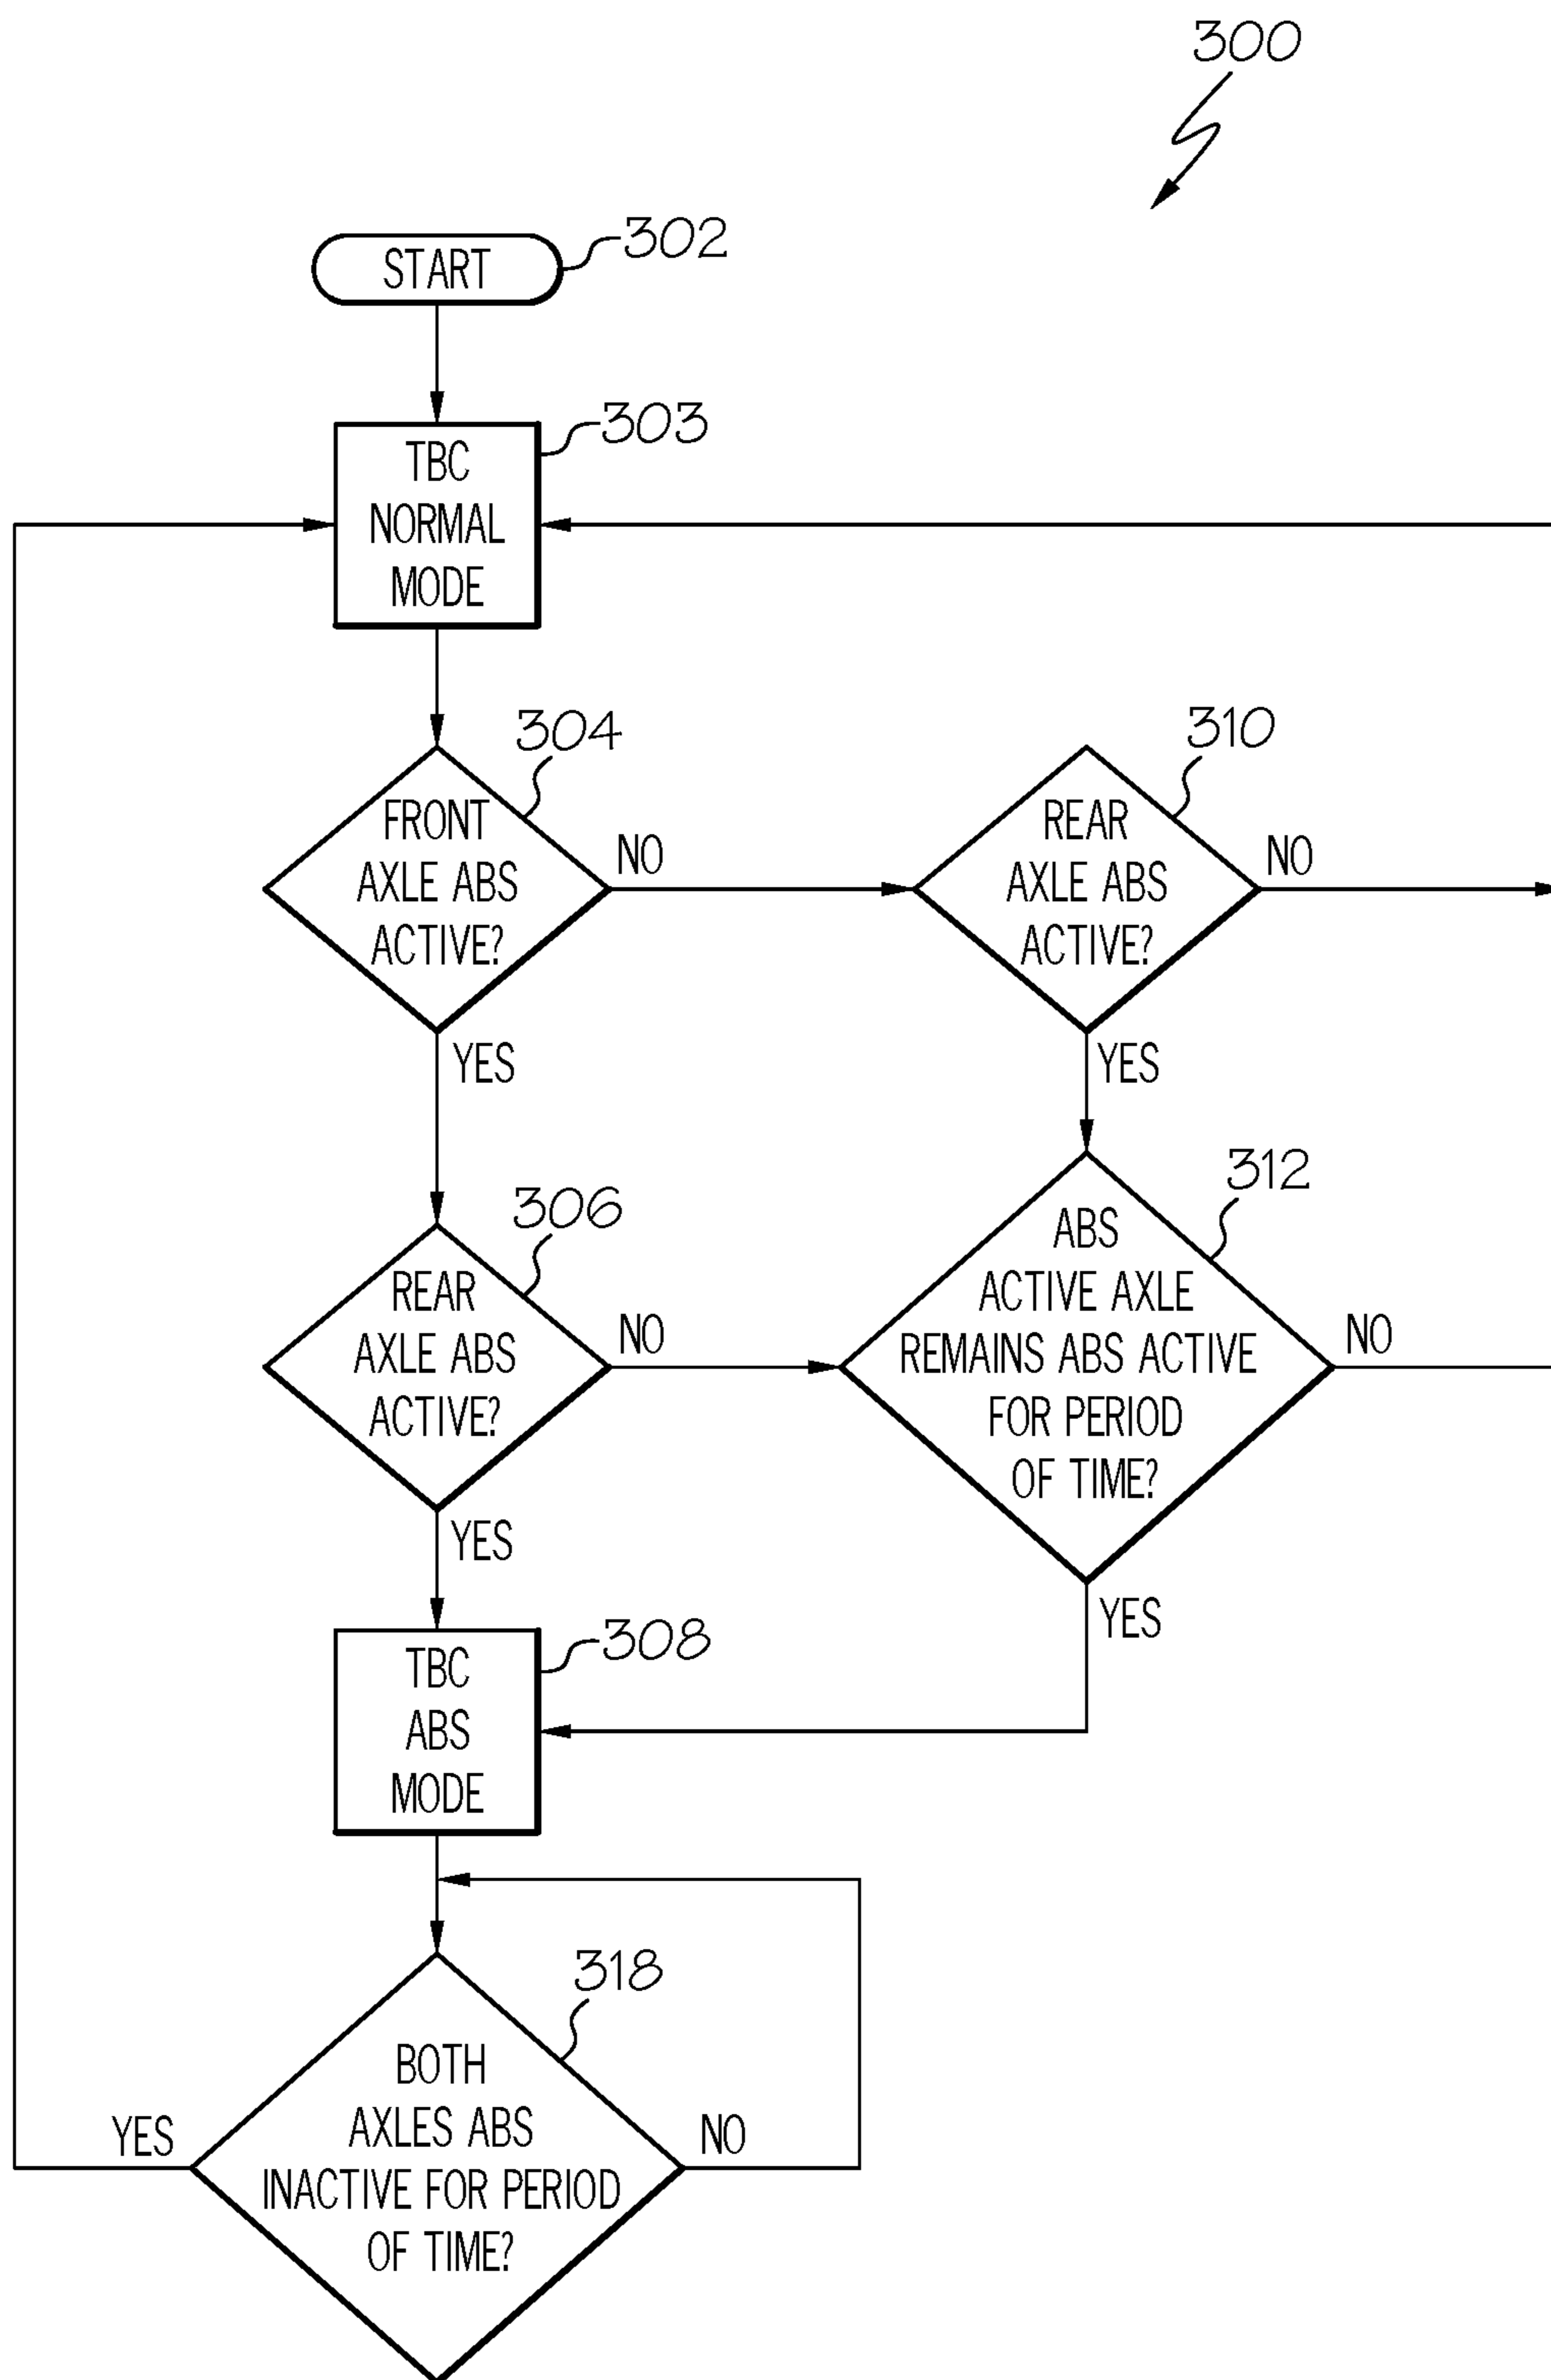 300
START
302
TBC
NORMAL
MODE
303
FRONT
AXLE ABS
ACTIVE?
304
NO
YES
REAR
AXLE ABS
ACTIVE?
310
NO
YES
REAR
AXLE ABS
ACTIVE?
306
NO
YES
ABS
ACTIVE AXLE
REMAINS ABS ACTIVE
FOR PERIOD
OF TIME?
312
NO
YES
TBC
ABS
MODE
308
BOTH
AXLES ABS
INACTIVE FOR PERIOD
OF TIME?
318
YES
NO